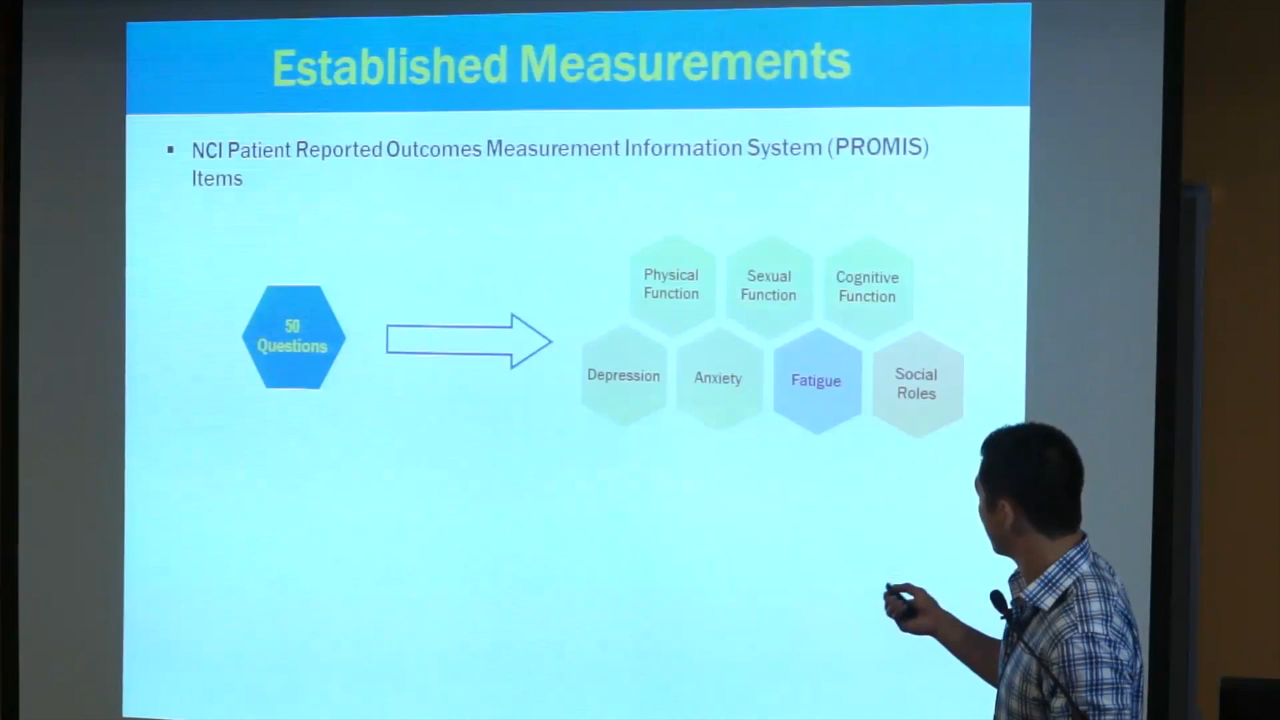 Established Measurements
▪ NCI Patient Reported Outcomes Measurement Information System (PROMIS)
Items
50
Questions
Physical
Function
Sexual
Function
Cognitive
Function
Depression
Anxiety
Fatigue
Social
Roles